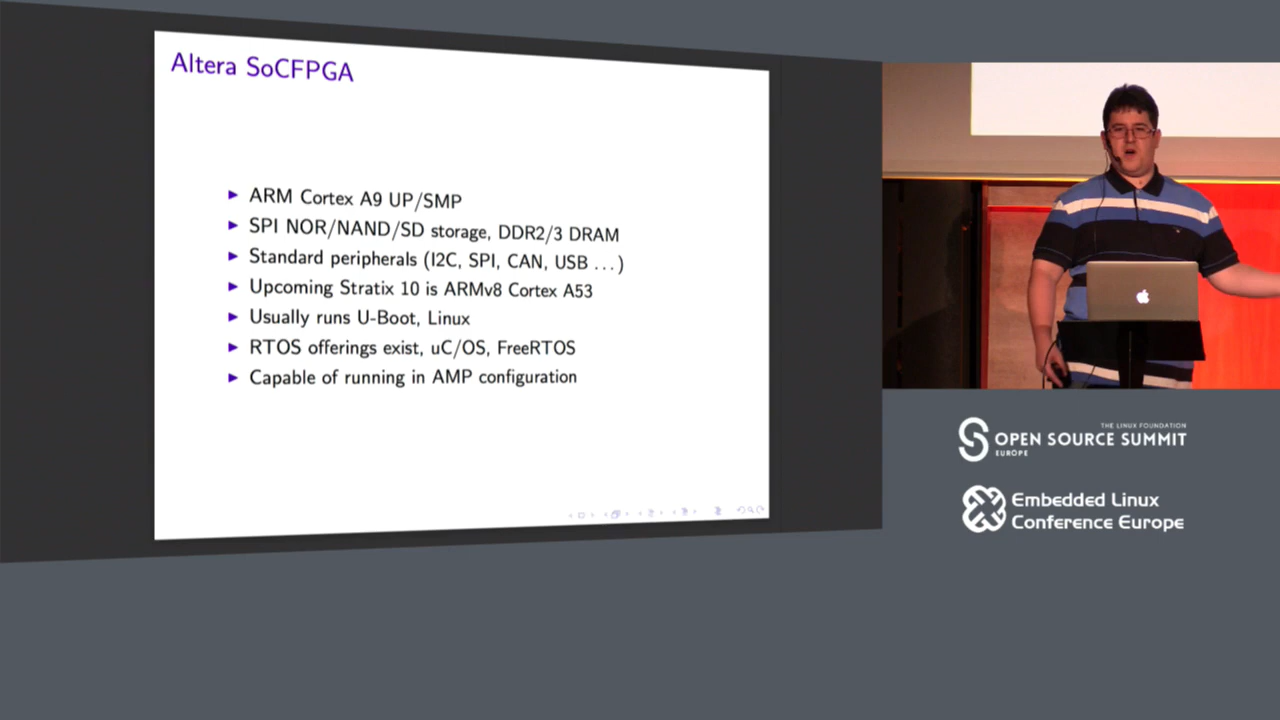 Altera SoCFPGA
ARM Cortex A9 UP/SMP
SPI NOR/NAND/SD storage, DDR2/3 DRAM
Standard peripherals (I2C, SPI, CAN, USB ...)
Upcoming Stratix 10 is ARMv8 Cortex A53
Usually runs U-Boot, Linux
RTOS offerings exist, uC/OS, FreeRTOS
Capable of running in AMP configuration
THE LINUX FOUNDATION
OPEN SOURCE SUMMIT
EUROPE
Embedded Linux
Conference Europe